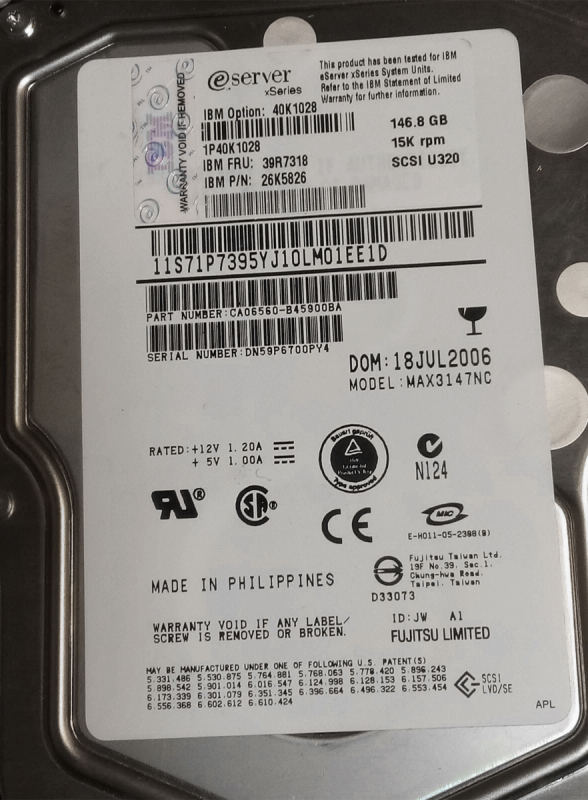 WARRANTY VOID IF REMOVED
eserver
xSeries
This product has been tested for IBM
eServer xSeries System Units.
Refer to the IBM Statement of Limited
Warranty for further information.
IBM Option: 40K1028
1P40K1028
IBM FRU: 39R7318
IBM P/N: 26K5826
146.8 GB
15K rpm
SCSI U320
11S71P7395YJ10LM01EE1D
PART NUMBER:CA06560-B45900BA
SERIAL NUMBER:DN59P6700PY4
DOM:18JUL2006
MODEL:MAX3147NC
RATED:+12V 1.20A
+ 5V 1.00A
Bauart geprüft
Type approved
N124
UR®
SA®
CE
MIC
E-H011-05-2388(B)
Fujitsu Taiwan Ltd.
19F No.39, Sec.1,
Chung-hwa Road,
Taipei, Taiwan
D33073
MADE IN PHILIPPINES
WARRANTY VOID IF ANY LABEL/
SCREW IS REMOVED OR BROKEN.
ID:JW A1
FUJITSU LIMITED
MAY BE MANUFACTURED UNDER ONE OF FOLLOWING U.S. PATENT(S)
5.331.486 5.530.875 5.764.881 5.768.063 5.778.420 5.896.243
5.898.542 5.901.014 6.016.547 6.124.998 6.128.153 6.157.506
6.173.339 6.301.079 6.351.345 6.396.664 6.496.322 6.553.454
6.556.368 6.602.612 6.610.424
SCSI
LVD/SE
APL